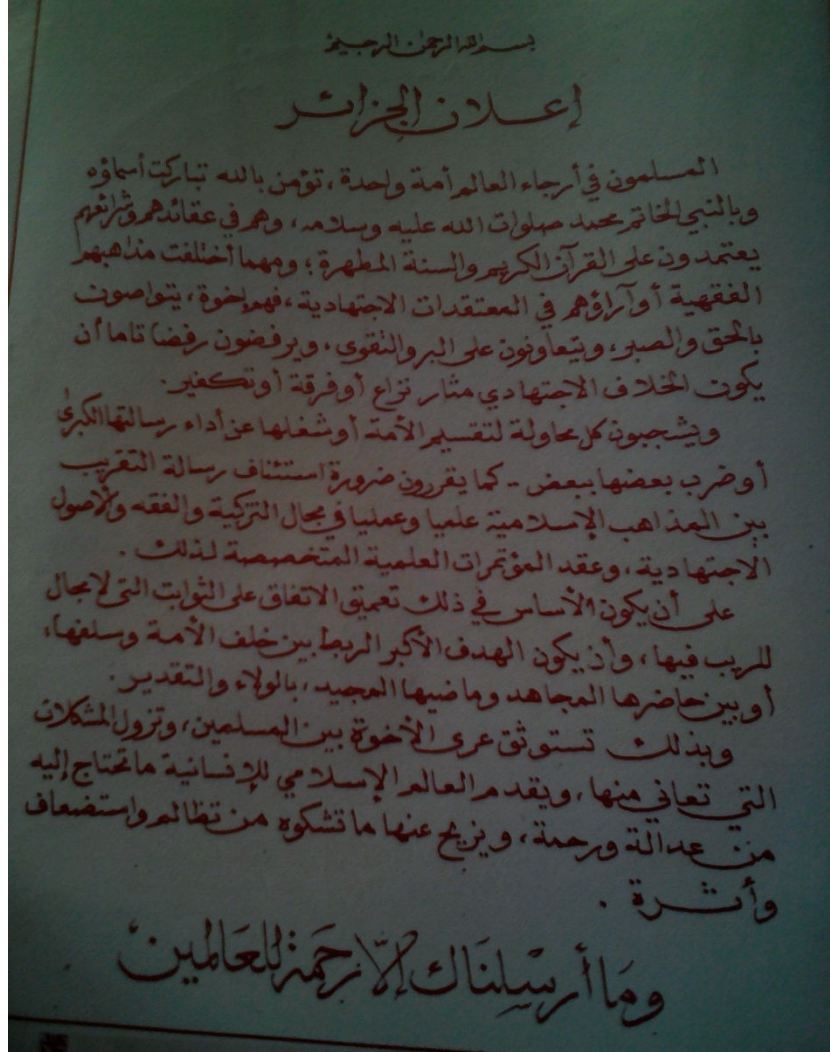 بسم الله الرحمن الرحيم
إعلان الجزائر
المسلمون في أرجاء العالم أمة واحدة، تؤمن بالله تباركت أسماؤه
وبالنبي الخاتم محمد صلوات الله عليه وسلامه، وهم في عقائدهم وشرائعهم
يعتمدون على القرآن الكريم والسنة المطهرة؛ ومهما أختلفت مذاهبهم
الفقهية أو آراؤهم في المعتقدات الاجتهادية، فهم إخوة، يتواصون
بالحق والصبر، ويتعاونون على البر والتقوى، ويرفضون رفضا تاما أن
يكون الخلاف الاجتهادي مثار نزاع أو فرقة أو تكفير.
ويشجبون كل محاولة لتقسيم الأمة أو شغلها عن أداء رسالتها الكبرى
أو ضرب بعضها ببعض - كما يقررون ضرورة استئناف رسالة التقريب
بين المذاهب الإسلامية علميا وعمليا في مجال التزكية والفقه والأصول
الاجتهادية، وعقد المؤتمرات العلمية المتخصصة لذلك.
على أن يكون الأساس في ذلك تعميق الاتفاق على الثوابت التي لا مجال
للريب فيها، وأن يكون الهدف الأكبر الربط بين خلف الأمة وسلفها،
أو بين حاضرها المجاهد وماضيها المجيد، بالولاء والتقدير.
وبذلك تستوثق عرى الأخوة بين المسلمين، وتزول المشكلات
التي تعاني منها، ويقدم العالم الإسلامي للإنسانية ما تحتاج إليه
من عدالة ورحمة، ويزيح عنها ما تشكوه من تظالم واستضعاف
وأثرة.
وَمَا أرْسلنَاك إلاّ رَحمَةً للعَالمين